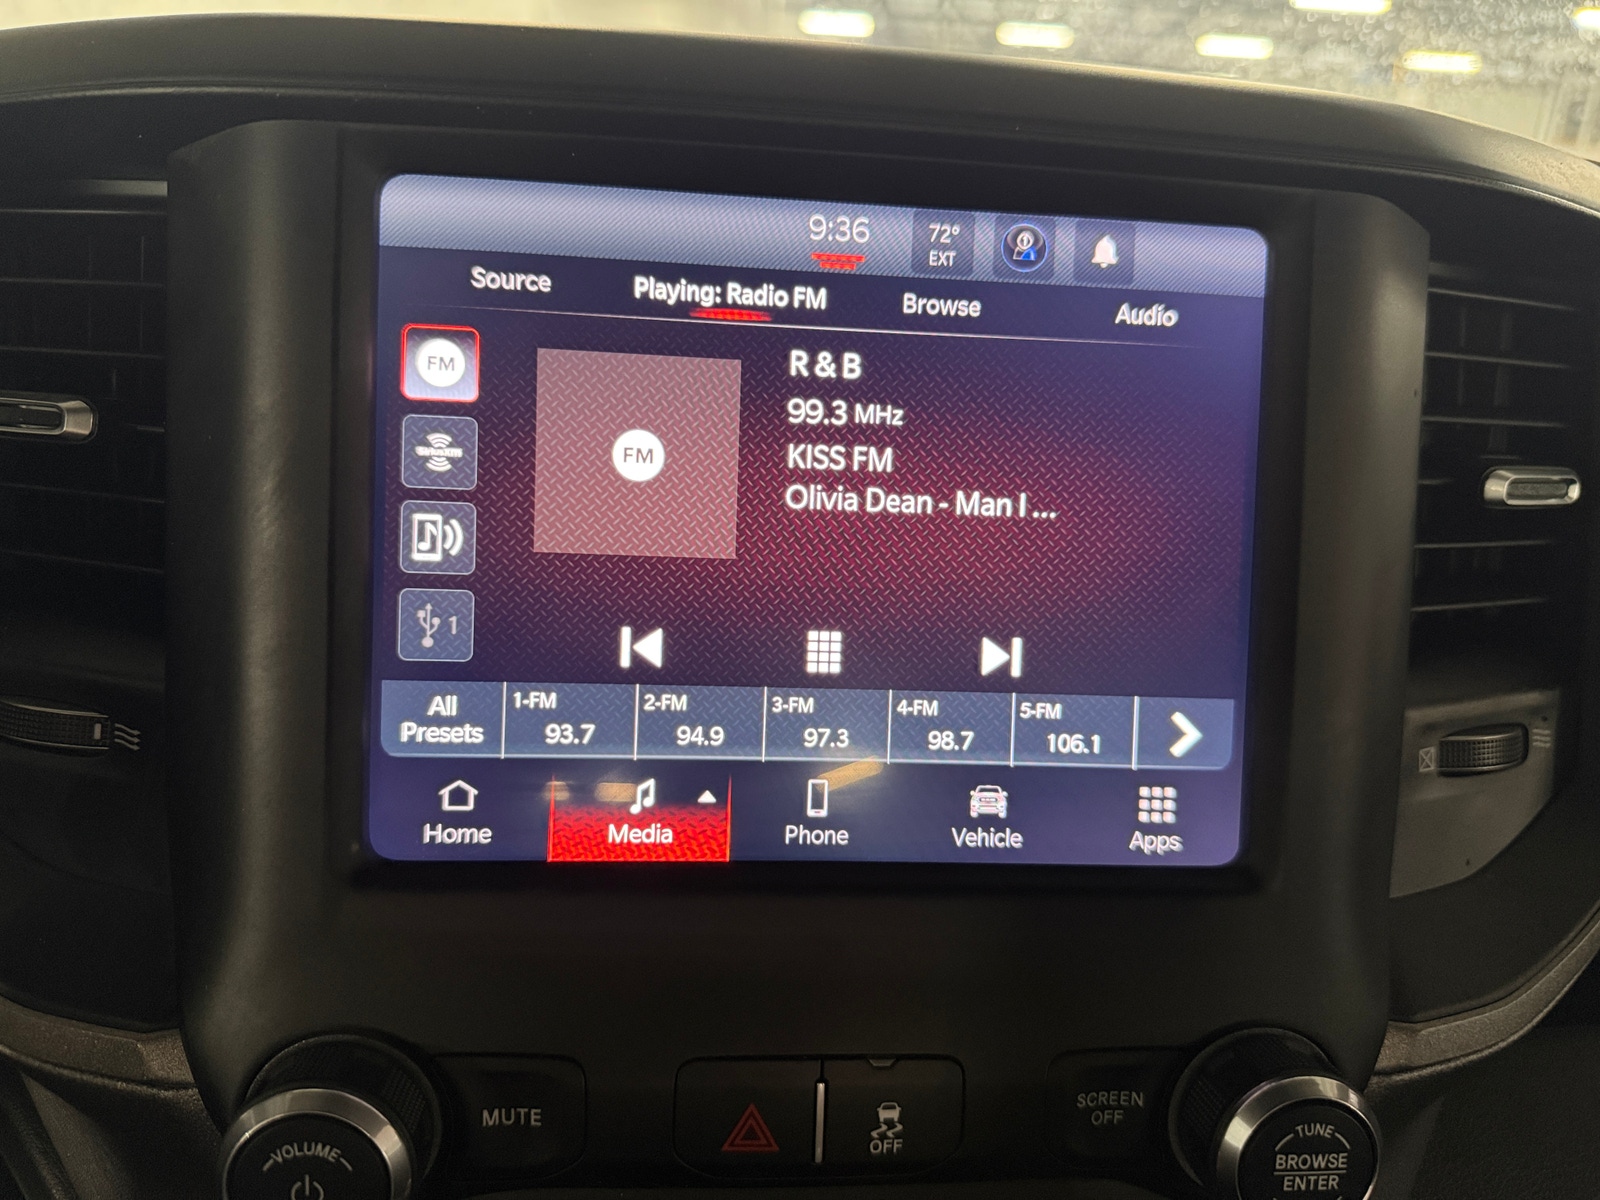 9:36
72°
EXT
Source
Playing: Radio FM
Browse
Audio
FM
R & B
99.3 MHz
KISS FM
Olivia Dean - Man I ...
FM
SiriusXM
1
All
Presets
1-FM
93.7
2-FM
94.9
3-FM
97.3
4-FM
98.7
5-FM
106.1
Home
Media
Phone
Vehicle
Apps
MUTE
OFF
SCREEN
OFF
VOLUME
TUNE
BROWSE
ENTER